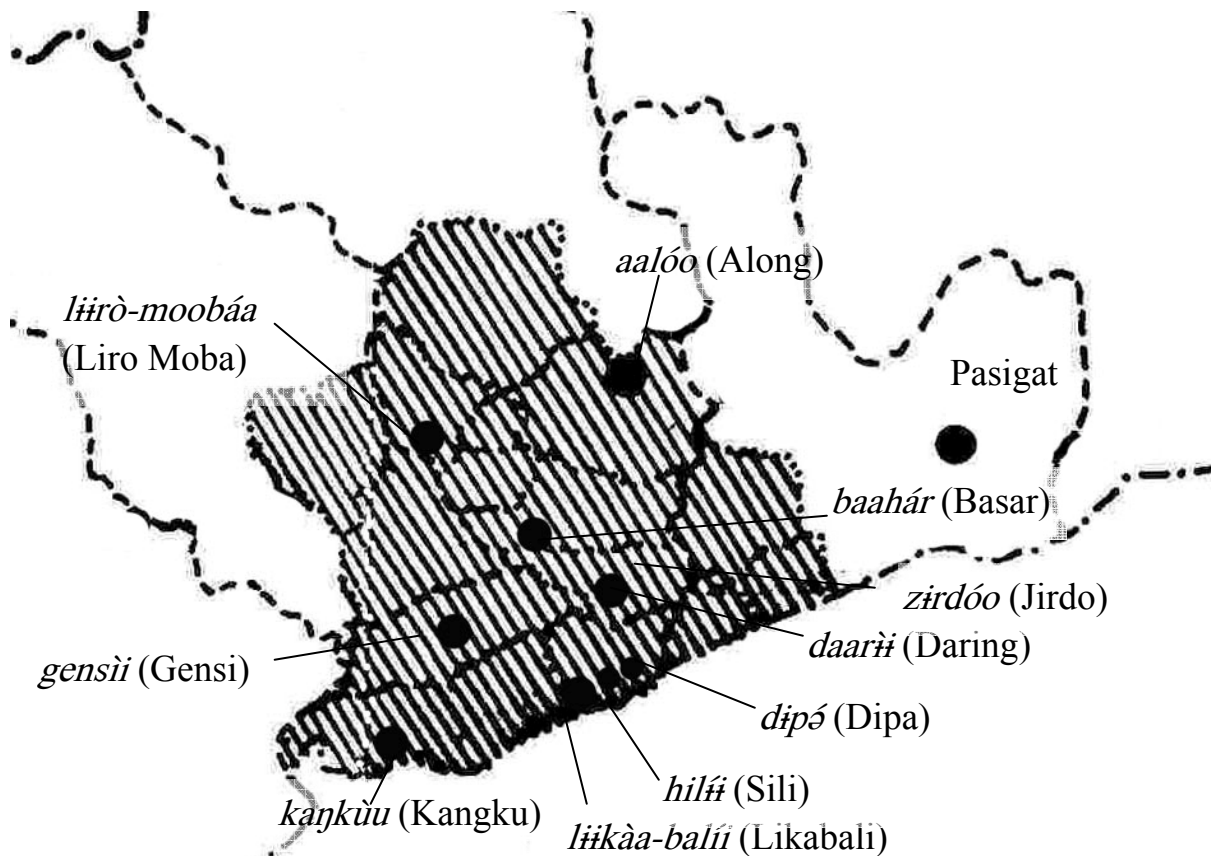 aalóo (Along)
lɨɨrò-moobáa
(Liro Moba)
Pasigat
baahár (Basar)
zɨrdóo (Jirdo)
daarɨ̀ɨ (Daring)
gensìi (Gensi)
dɨpə́ (Dipa)
hilɨ́ɨ (Sili)
kaŋkùu (Kangku)
lɨɨkàa-balíi (Likabali)